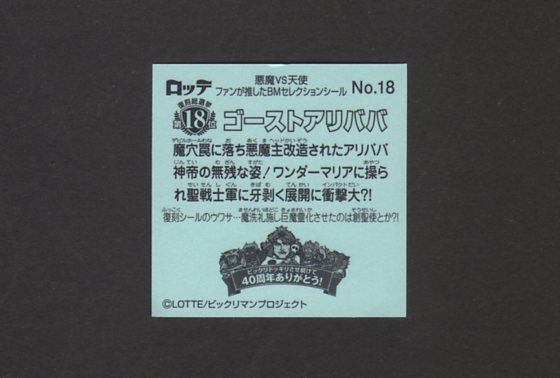 ロッテ
悪魔VS天使
ファンが推したBMセレクションシール
No.18
復刻総選挙
第18回
ゴーストアリババ
魔穴罠に落ち悪魔主改造されたアリババ
神帝の無残な姿!ワンダーマリアに操ら
れ聖戦士軍に牙剥く展開に衝撃大?!
復刻シールのウワサ…魔洗礼施し巨魔霊化させたのは創聖使とか?!
ビックリドッキリさせ続けて
40周年ありがとう!
©LOTTE/ビックリマンプロジェクト